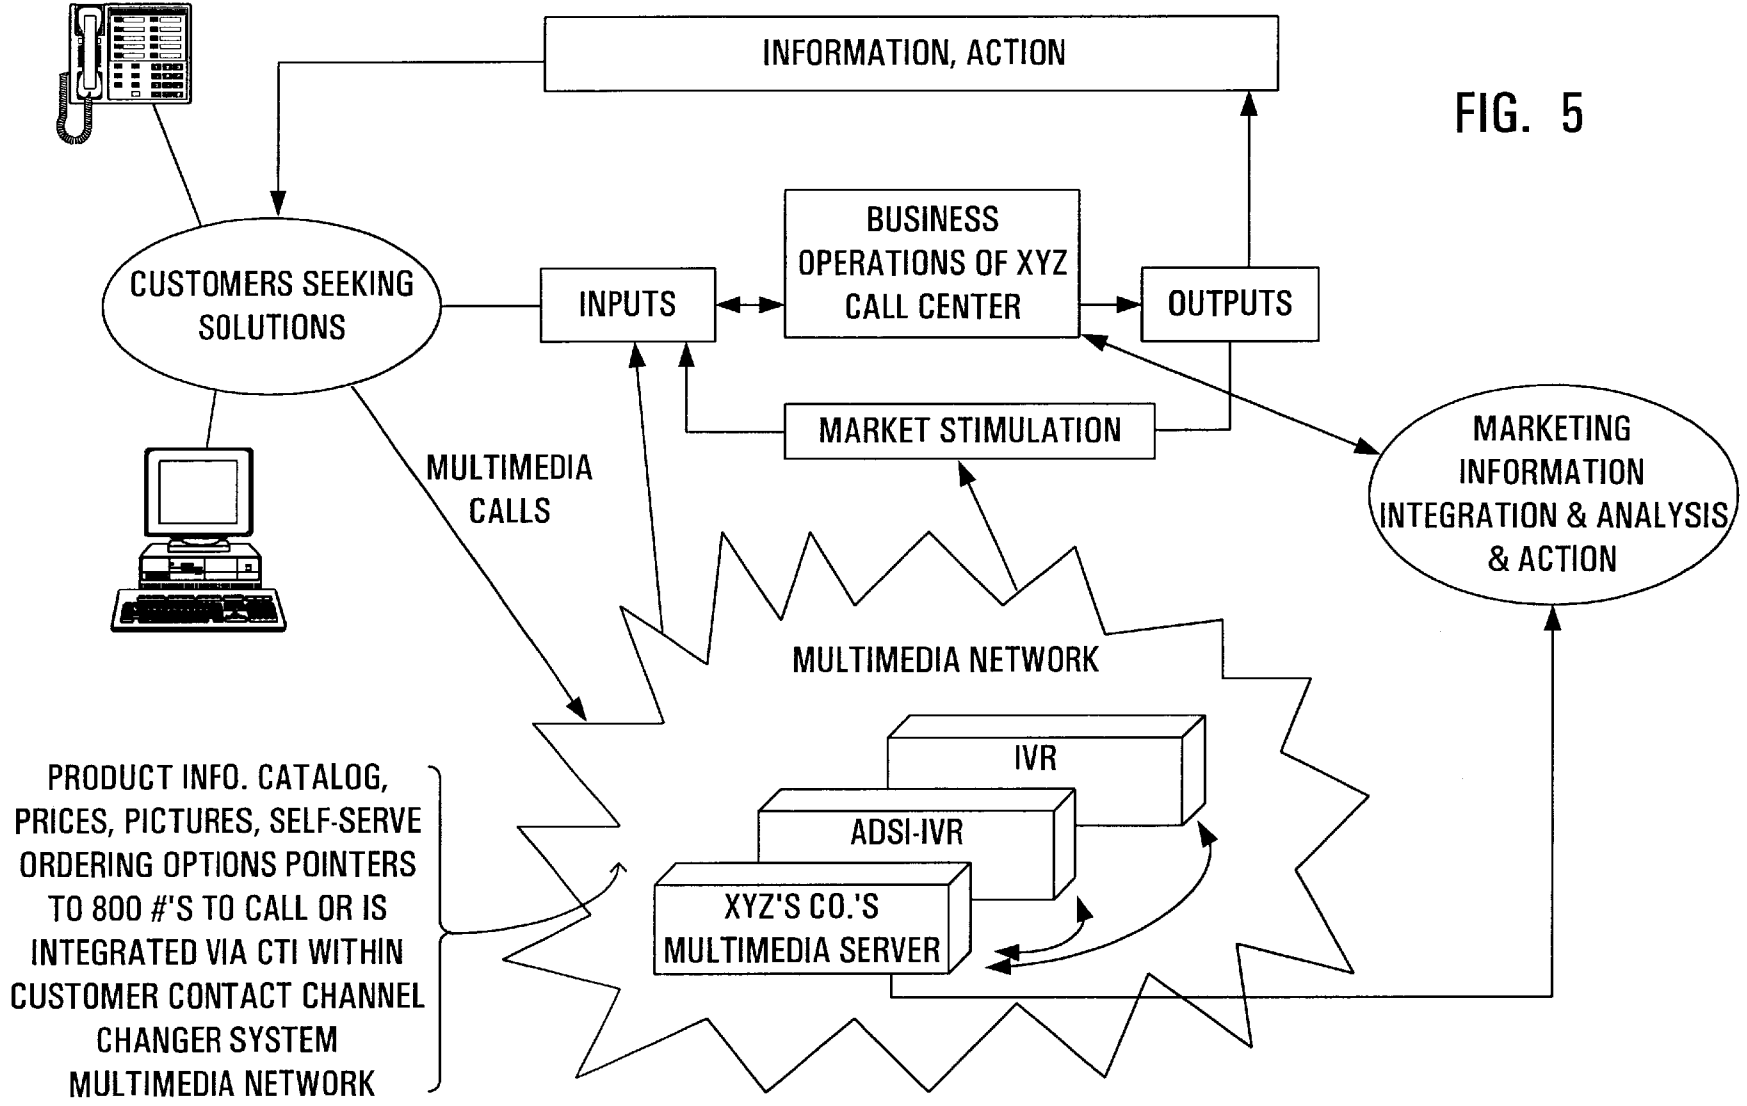 INFORMATION, ACTION
FIG. 5
BUSINESS
OPERATIONS OF XYZ
CALL CENTER
CUSTOMERS SEEKING
SOLUTIONS
INPUTS
OUTPUTS
MARKET STIMULATION
MARKETING
INFORMATION
INTEGRATION & ANALYSIS
& ACTION
MULTIMEDIA
CALLS
MULTIMEDIA NETWORK
IVR
ADSI-IVR
XYZ'S CO.'S
MULTIMEDIA SERVER
PRODUCT INFO. CATALOG,
PRICES, PICTURES, SELF-SERVE
ORDERING OPTIONS POINTERS
TO 800 #'S TO CALL OR IS
INTEGRATED VIA CTI WITHIN
CUSTOMER CONTACT CHANNEL
CHANGER SYSTEM
MULTIMEDIA NETWORK